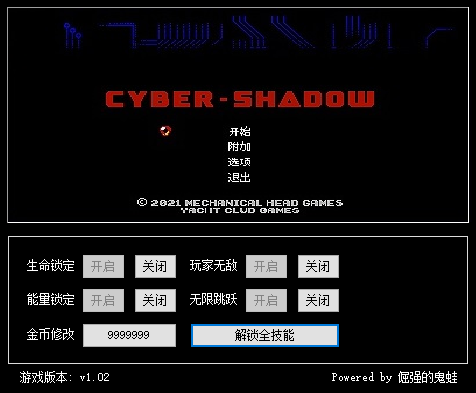 CYBER-SHADOW
开始
附加
选项
退出
© 2021 MECHANICAL HEAD GAMES
YACHT CLUB GAMES
生命锁定 开启 关闭 玩家无敌 开启 关闭
能量锁定 开启 关闭 无限跳跃 开启 关闭
金币修改 9999999 解锁全技能
游戏版本: v1.02 Powered by 倔强的鬼蛙